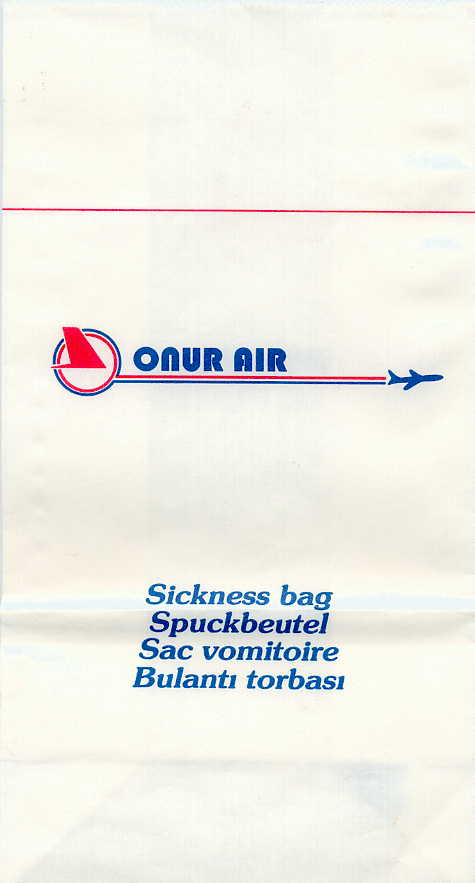 ONUR AIR
Sickness bag
Spuckbeutel
Sac vomitoire
Bulantı torbası